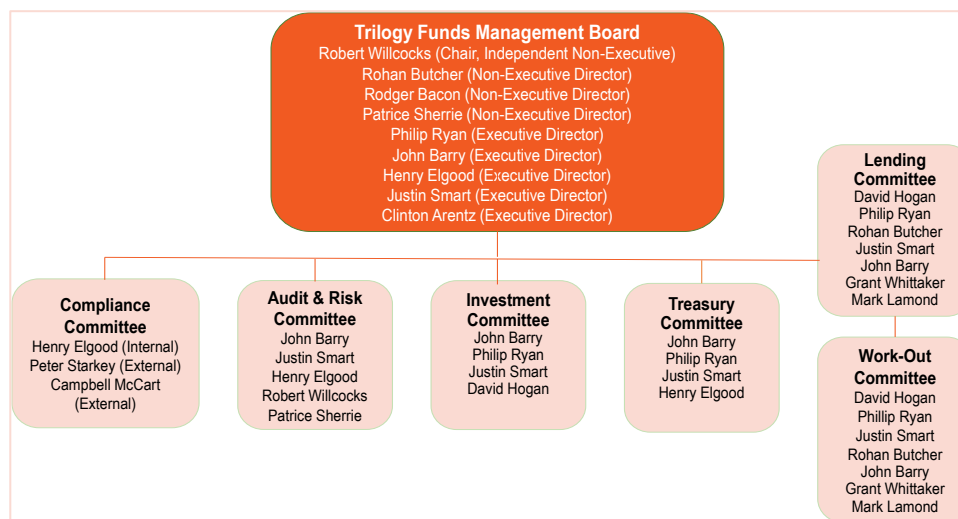 Trilogy Funds Management Board
Robert Willcocks (Chair, Independent Non-Executive)
Rohan Butcher (Non-Executive Director)
Rodger Bacon (Non-Executive Director)
Patrice Sherrie (Non-Executive Director)
Philip Ryan (Executive Director)
John Barry (Executive Director)
Henry Elgood (Executive Director)
Justin Smart (Executive Director)
Clinton Arentz (Executive Director)
Compliance
Committee
Henry Elgood (Internal)
Peter Starkey (External)
Campbell McCart
(External)
Audit & Risk
Committee
John Barry
Justin Smart
Henry Elgood
Robert Willcocks
Patrice Sherrie
Investment
Committee
John Barry
Philip Ryan
Justin Smart
David Hogan
Treasury
Committee
John Barry
Philip Ryan
Justin Smart
Henry Elgood
Lending
Committee
David Hogan
Philip Ryan
Rohan Butcher
Justin Smart
John Barry
Grant Whittaker
Mark Lamond
Work-Out
Committee
David Hogan
Phillip Ryan
Justin Smart
Rohan Butcher
John Barry
Grant Whittaker
Mark Lamond